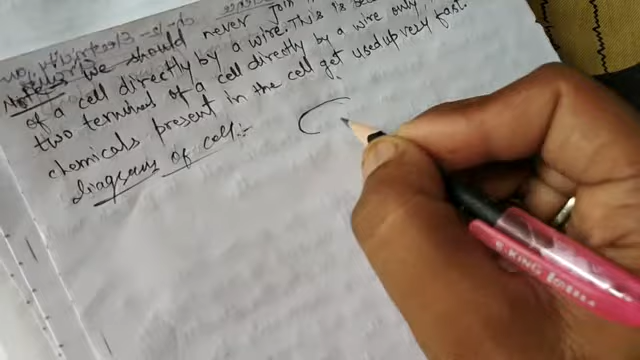 Note:- We should never join
of a cell directly by a wire. This is
two terminal of a cell directly by a wire only
chemicals present in the cell get used up very fast.
diagram of cell:-
S. KING